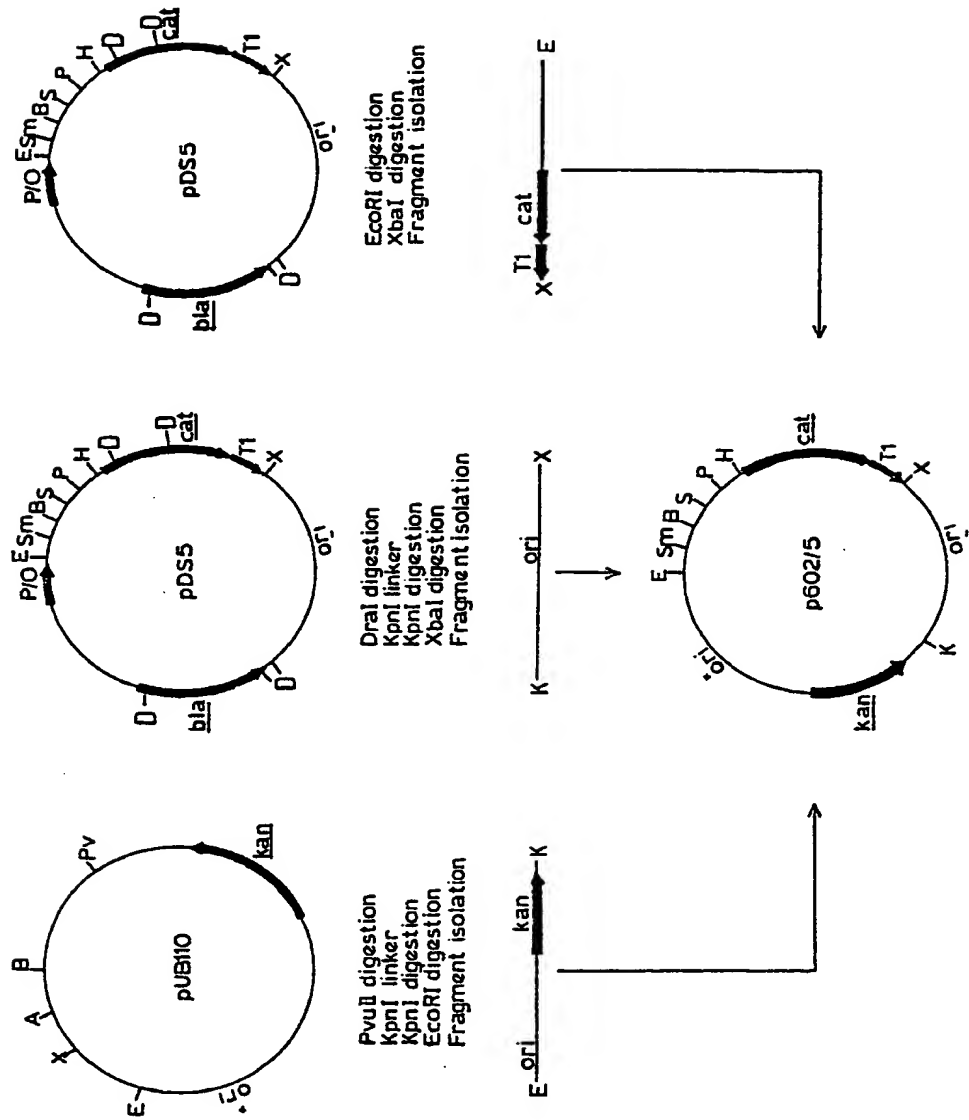 E
X
A
B
Pv
kan
*ori
pUB110
P/O
E
Sm
B
S
P
H
D
D
cat
T1
X
ori
D
bla
D
pDS5
P/O
E
Sm
B
S
P
H
D
D
cat
T1
X
ori
D
bla
D
pDS5
PvuII digestion
KpnI linker
KpnI digestion
EcoRI digestion
Fragment isolation
DraI digestion
KpnI linker
KpnI digestion
XbaI digestion
Fragment isolation
EcoRI digestion
XbaI digestion
Fragment isolation
E ori kan K
K ori X
X T1 cat E
E
Sm
B
S
P
H
cat
T1
X
ori
K
kan
*ori
p602/5